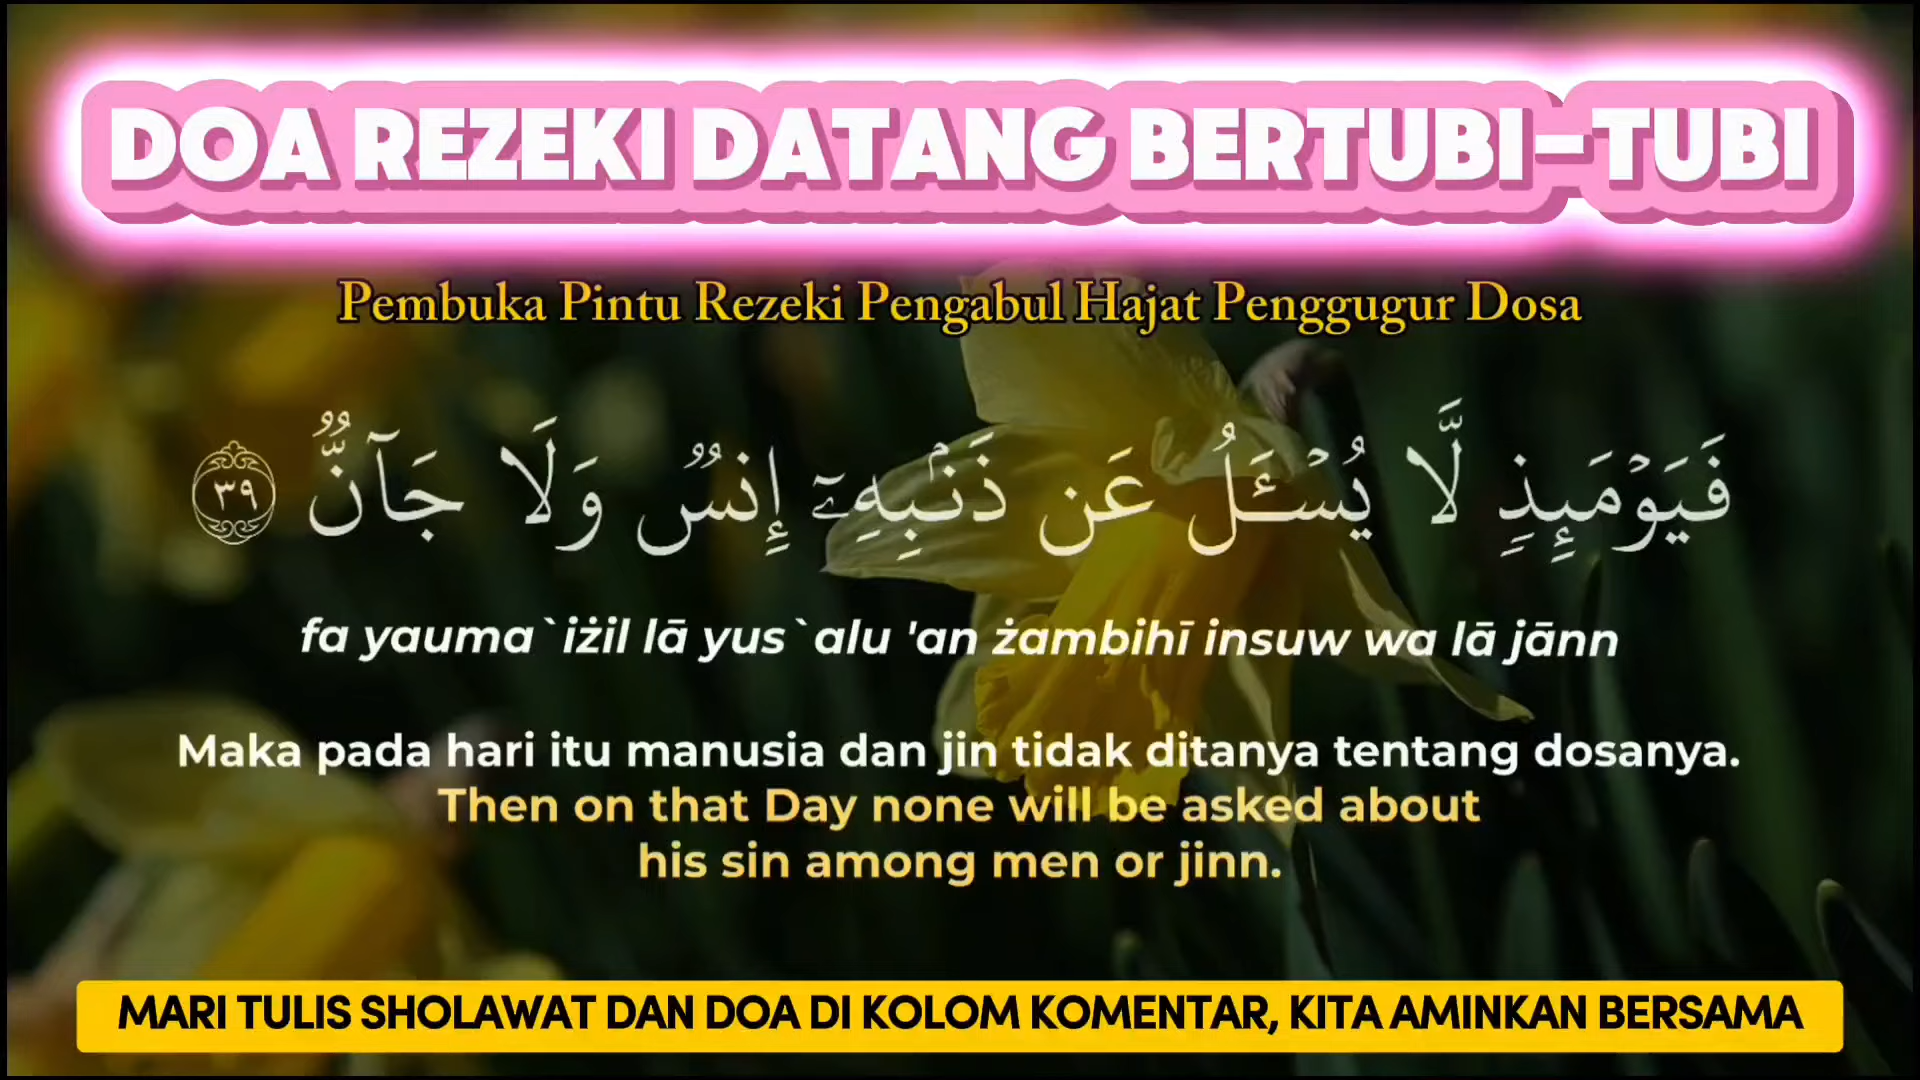 DOA REZEKI DATANG BERTUBI-TUBI
Pembuka Pintu Rezeki Pengabul Hajat Penggugur Dosa
فَيَوْمَئِذٍ لَّا يُسْـَٔلُ عَن ذَنۢبِهِۦٓ إِنسٌ وَلَا جَآنٌّ ٣٩
fa yauma`iżil lā yus`alu 'an żambihī insuw wa lā jānn
Maka pada hari itu manusia dan jin tidak ditanya tentang dosanya.
Then on that Day none will be asked about
his sin among men or jinn.
MARI TULIS SHOLAWAT DAN DOA DI KOLOM KOMENTAR, KITA AMINKAN BERSAMA